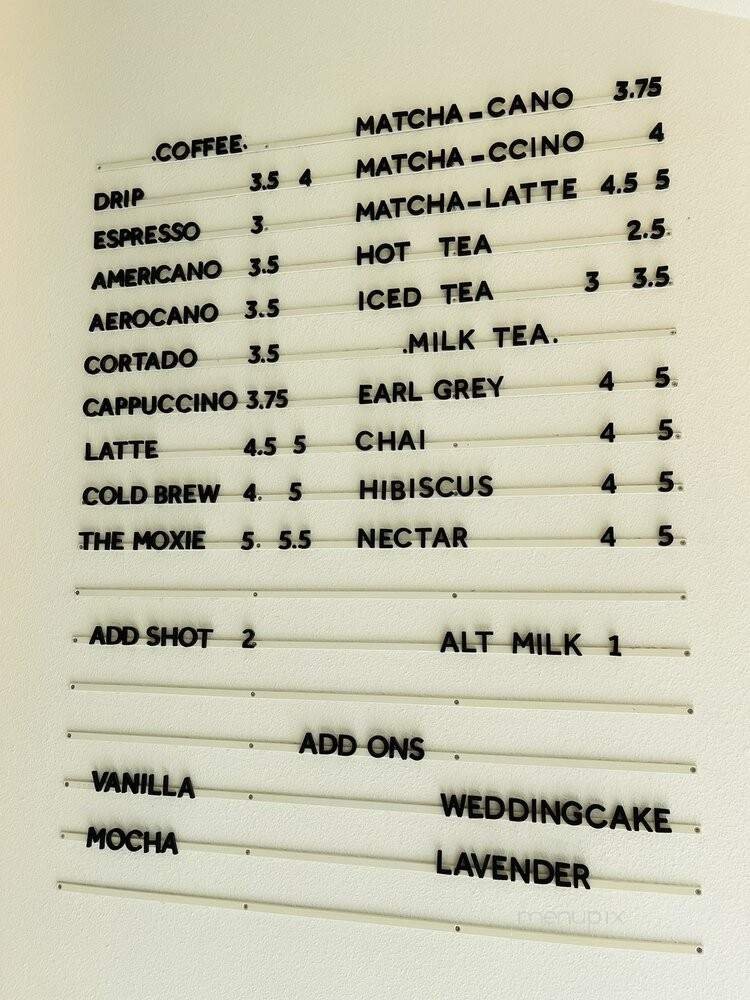 .COFFEE.
DRIP 3.5 4
ESPRESSO 3
AMERICANO 3.5
AEROCANO 3.5
CORTADO 3.5
CAPPUCCINO 3.75
LATTE 4.5 5
COLD BREW 4 5
THE MOXIE 5 5.5
MATCHA-CANO 3.75
MATCHA-CCINO 4
MATCHA-LATTE 4.5 5
HOT TEA 2.5
ICED TEA 3 3.5
.MILK TEA.
EARL GREY 4 5
CHAI 4 5
HIBISCUS 4 5
NECTAR 4 5
ADD SHOT 2
ALT MILK 1
ADD ONS
VANILLA
MOCHA
WEDDINGCAKE
LAVENDER
menupix